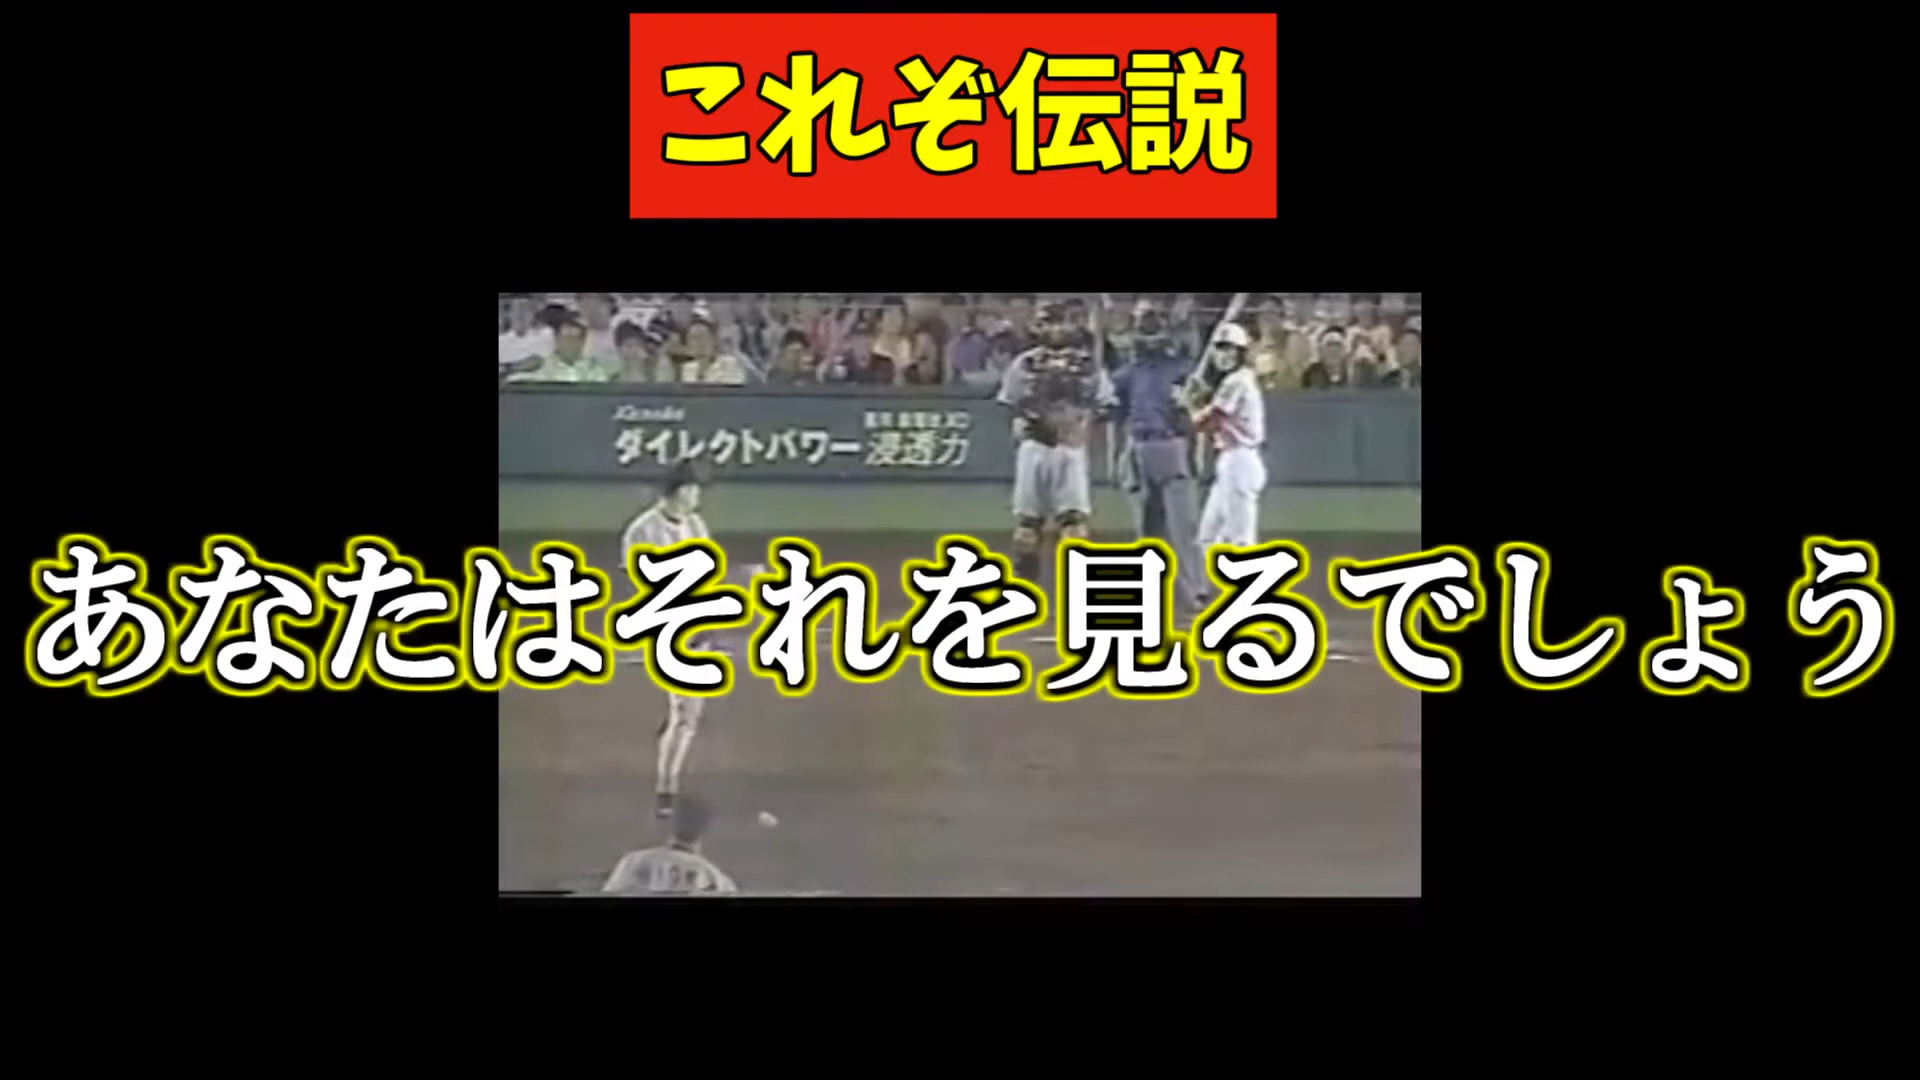 これぞ伝説
ダイレクトパワー浸透力
あなたはそれを見るでしょう